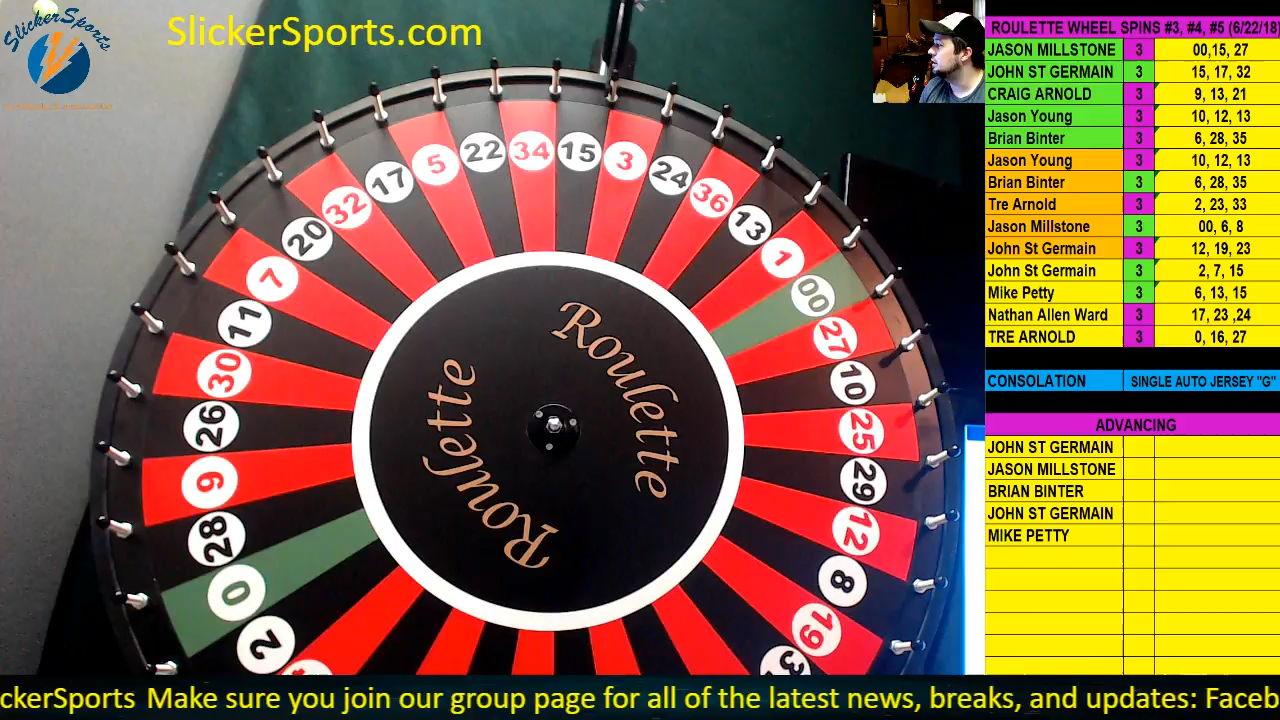 SlickerSports
SlickerSports.com
ROULETTE WHEEL SPINS #3, #4, #5 (6/22/18)
JASON MILLSTONE 3 00,15, 27
JOHN ST GERMAIN 3 15, 17, 32
CRAIG ARNOLD 3 9, 13, 21
Jason Young 3 10, 12, 13
Brian Binter 3 6, 28, 35
Jason Young 3 10, 12, 13
Brian Binter 3 6, 28, 35
Tre Arnold 3 2, 23, 33
Jason Millstone 3 00, 6, 8
John St Germain 3 12, 19, 23
John St Germain 3 2, 7, 15
Mike Petty 3 6, 13, 15
Nathan Allen Ward 3 17, 23 ,24
TRE ARNOLD 3 0, 16, 27
CONSOLATION SINGLE AUTO JERSEY "G"
ADVANCING
JOHN ST GERMAIN
JASON MILLSTONE
BRIAN BINTER
JOHN ST GERMAIN
MIKE PETTY
2
0
28
9
26
30
11
7
20
32
17
5
22
34
15
3
24
36
13
1
00
27
10
25
29
12
8
19
Roulette
Roulette
ckerSports Make sure you join our group page for all of the latest news, breaks, and updates: Faceb